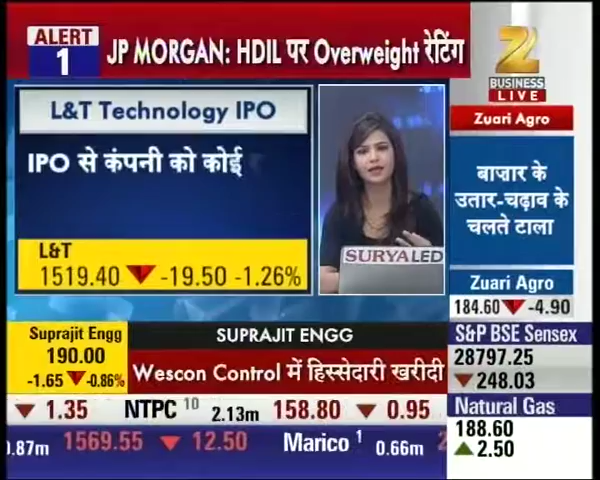 ALERT
1
JP MORGAN: HDIL पर Overweight रेटिंग
Z
BUSINESS
LIVE
L&T Technology IPO
IPO से कंपनी को कोई
L&T
1519.40 -19.50 -1.26%
SURYALED
Zuari Agro
बाजार के
उतार-चढ़ाव के
चलते टाला
Zuari Agro
184.60 -4.90
Suprajit Engg
190.00
-1.65 -0.86%
SUPRAJIT ENGG
Wescon Control में हिस्सेदारी खरीदी
S&P BSE Sensex
28797.25
248.03
1.35 NTPC 10 2.13m 158.80 0.95
0.87m 1569.55 12.50 Marico 1 0.66m
Natural Gas
188.60
2.50